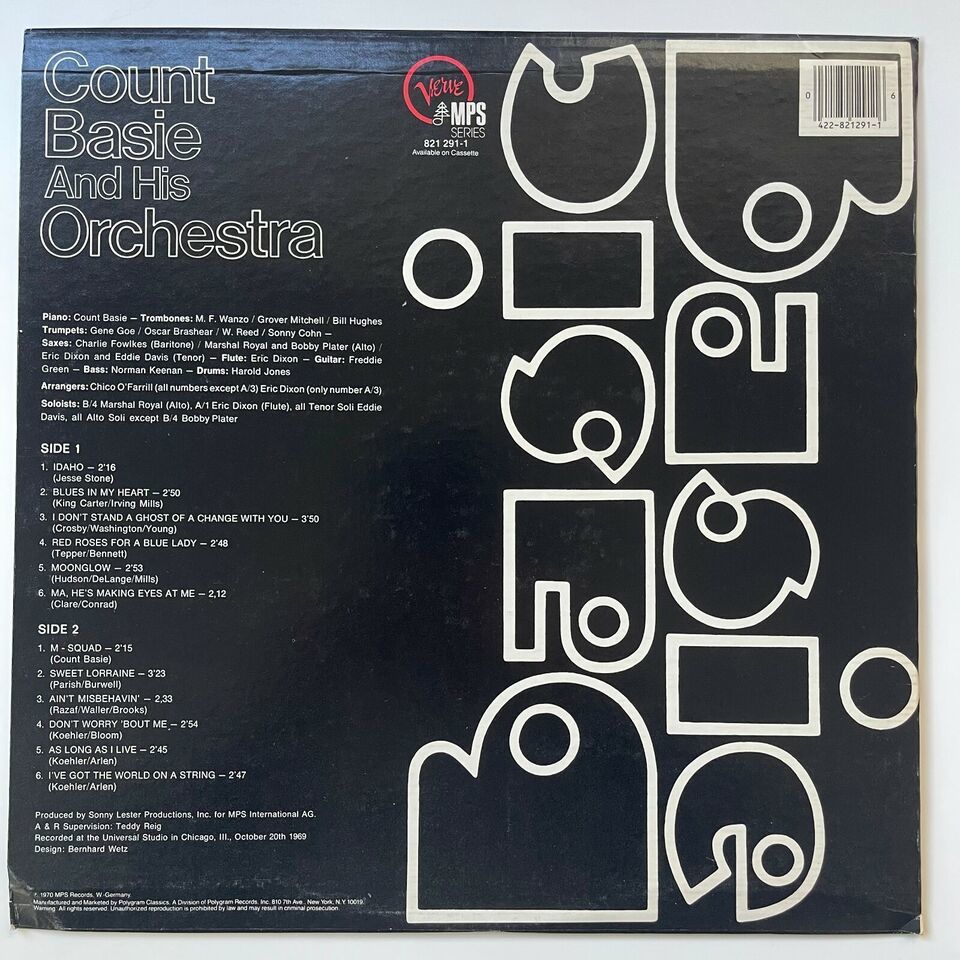 Count
Basie
And His
Orchestra
Verve
MPS
SERIES
821 291-1
Available on Cassette
0 6
422-821291-1
Piano: Count Basie — Trombones: M. F. Wanzo / Grover Mitchell / Bill Hughes
Trumpets: Gene Goe / Oscar Brashear / W. Reed / Sonny Cohn —
Saxes: Charlie Fowlkes (Baritone) / Marshal Royal and Bobby Plater (Alto) /
Eric Dixon and Eddie Davis (Tenor) — Flute: Eric Dixon — Guitar: Freddie
Green — Bass: Norman Keenan — Drums: Harold Jones
Arrangers: Chico O'Farrill (all numbers except A/3) Eric Dixon (only number A/3)
Soloists: B/4 Marshal Royal (Alto), A/1 Eric Dixon (Flute), all Tenor Soli Eddie
Davis, all Alto Soli except B/4 Bobby Plater
SIDE 1
1. IDAHO — 2'16
(Jesse Stone)
2. BLUES IN MY HEART — 2'50
(King Carter/Irving Mills)
3. I DON'T STAND A GHOST OF A CHANGE WITH YOU — 3'50
(Crosby/Washington/Young)
4. RED ROSES FOR A BLUE LADY — 2'48
(Tepper/Bennett)
5. MOONGLOW — 2'53
(Hudson/DeLange/Mills)
6. MA, HE'S MAKING EYES AT ME — 2,12
(Clare/Conrad)
SIDE 2
1. M - SQUAD — 2'15
(Count Basie)
2. SWEET LORRAINE — 3'23
(Parish/Burwell)
3. AIN'T MISBEHAVIN' — 2,33
(Razaf/Waller/Brooks)
4. DON'T WORRY 'BOUT ME — 2'54
(Koehler/Bloom)
5. AS LONG AS I LIVE — 2'45
(Koehler/Arlen)
6. I'VE GOT THE WORLD ON A STRING — 2'47
(Koehler/Arlen)
Produced by Sonny Lester Productions, Inc. for MPS International AG.
A & R Supervision: Teddy Reig
Recorded at the Universal Studio in Chicago, Ill., October 20th 1969
Design: Bernhard Wetz
1970 MPS Records, W-Germany
Manufactured and Marketed by Polygram Classics. A Division of Polygram Records, Inc. 810 7th Ave., New York, N.Y. 10019
Warning: All rights reserved. Unauthorized reproduction is prohibited by law and may result in criminal prosecution.
Basic
Basie